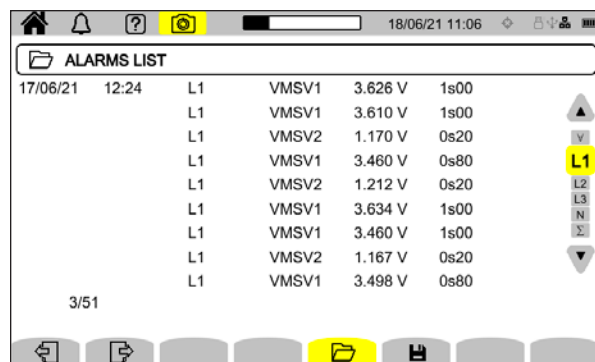 ? 18/06/21 11:06
ALARMS LIST
17/06/21 12:24 L1 VMSV1 3.626 V 1s00
L1 VMSV1 3.610 V 1s00
L1 VMSV2 1.170 V 0s20
L1 VMSV1 3.460 V 0s80
L1 VMSV2 1.212 V 0s20
L1 VMSV1 3.634 V 1s00
L1 VMSV1 3.460 V 1s00
L1 VMSV2 1.167 V 0s20
L1 VMSV1 3.498 V 0s80
3/51
L1
L2
L3
N
Σ